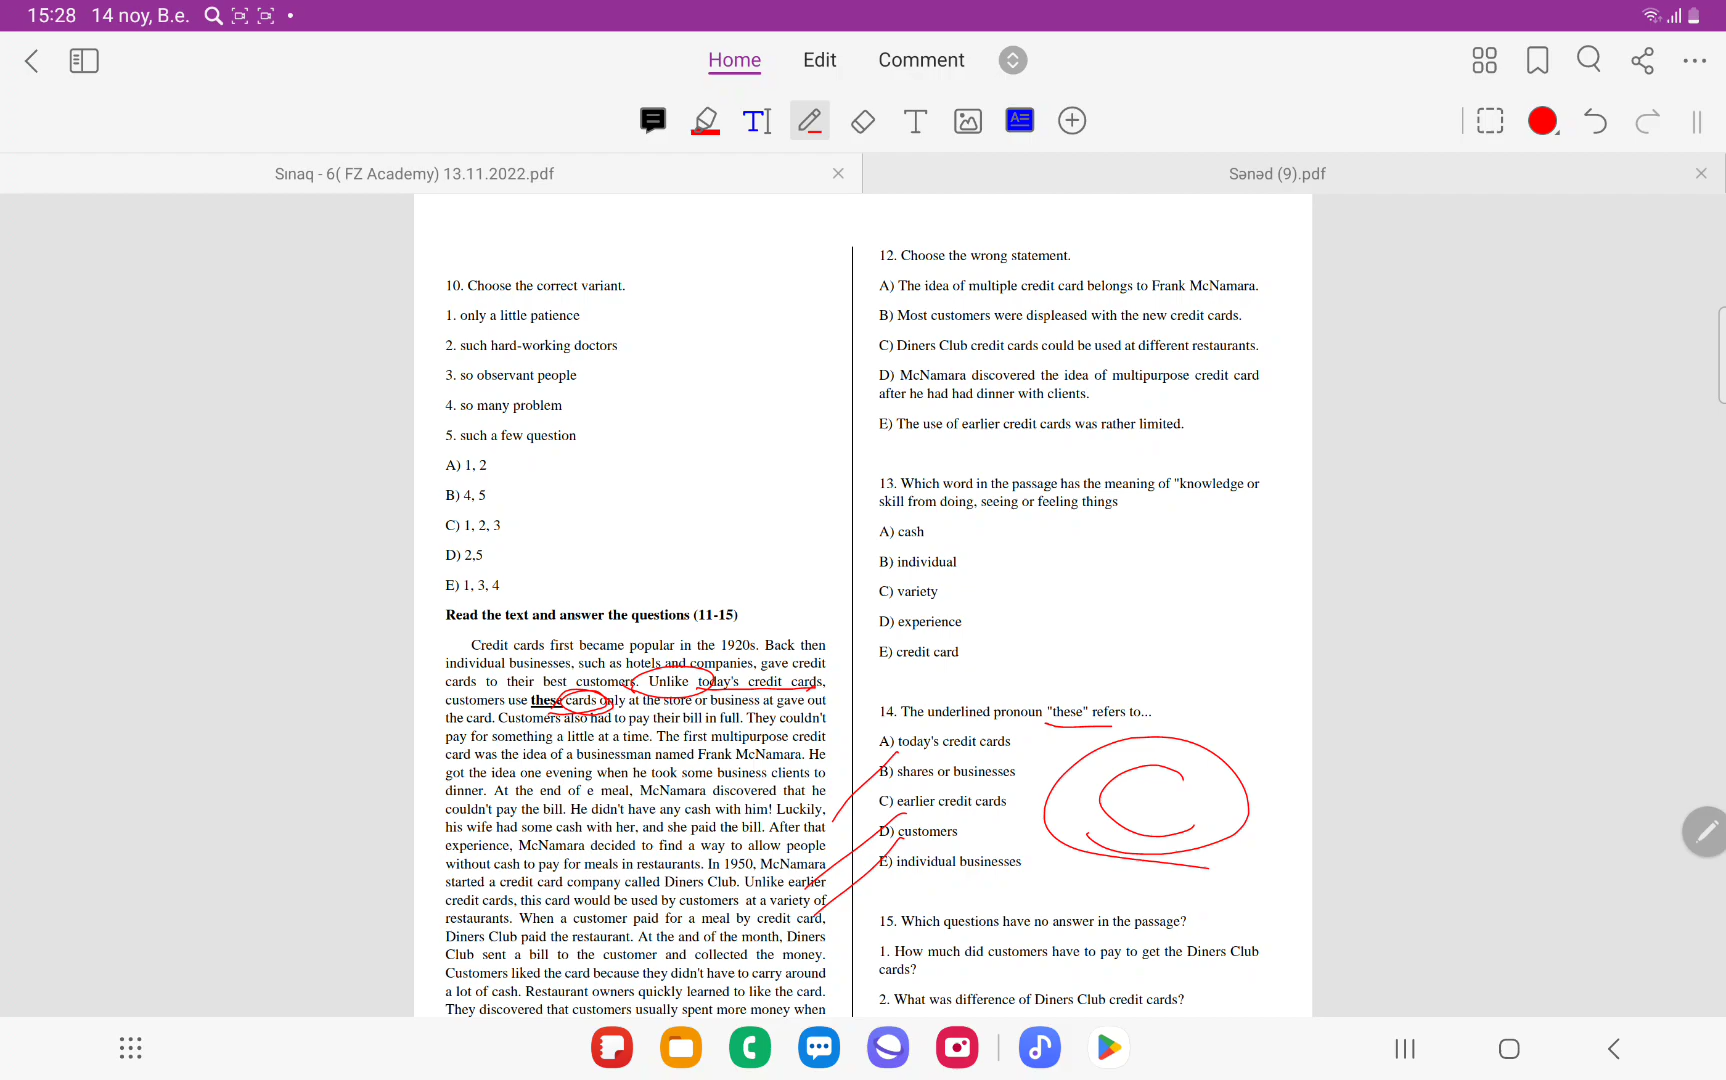 15:28 14 noy, B.e.
Home Edit Comment
Sınaq - 6( FZ Academy) 13.11.2022.pdf
Sənəd (9).pdf
10. Choose the correct variant.
1. only a little patience
2. such hard-working doctors
3. so observant people
4. so many problem
5. such a few question
A) 1, 2
B) 4, 5
C) 1, 2, 3
D) 2,5
E) 1, 3, 4
Read the text and answer the questions (11-15)
Credit cards first became popular in the 1920s. Back then
individual businesses, such as hotels and companies, gave credit
cards to their best customers. Unlike today's credit cards,
customers use these cards only at the store or business at gave out
the card. Customers also had to pay their bill in full. They couldn't
pay for something a little at a time. The first multipurpose credit
card was the idea of a businessman named Frank McNamara. He
got the idea one evening when he took some business clients to
dinner. At the end of e meal, McNamara discovered that he
couldn't pay the bill. He didn't have any cash with him! Luckily,
his wife had some cash with her, and she paid the bill. After that
experience, McNamara decided to find a way to allow people
without cash to pay for meals in restaurants. In 1950, McNamara
started a credit card company called Diners Club. Unlike earlier
credit cards, this card would be used by customers at a variety of
restaurants. When a customer paid for a meal by credit card,
Diners Club paid the restaurant. At the and of the month, Diners
Club sent a bill to the customer and collected the money.
Customers liked the card because they didn't have to carry around
a lot of cash. Restaurant owners quickly learned to like the card.
They discovered that customers usually spent more money when
12. Choose the wrong statement.
A) The idea of multiple credit card belongs to Frank McNamara.
B) Most customers were displeased with the new credit cards.
C) Diners Club credit cards could be used at different restaurants.
D) McNamara discovered the idea of multipurpose credit card
after he had had dinner with clients.
E) The use of earlier credit cards was rather limited.
13. Which word in the passage has the meaning of "knowledge or
skill from doing, seeing or feeling things
A) cash
B) individual
C) variety
D) experience
E) credit card
14. The underlined pronoun "these" refers to...
A) today's credit cards
B) shares or businesses
C) earlier credit cards
D) customers
E) individual businesses
C
15. Which questions have no answer in the passage?
1. How much did customers have to pay to get the Diners Club
cards?
2. What was difference of Diners Club credit cards?